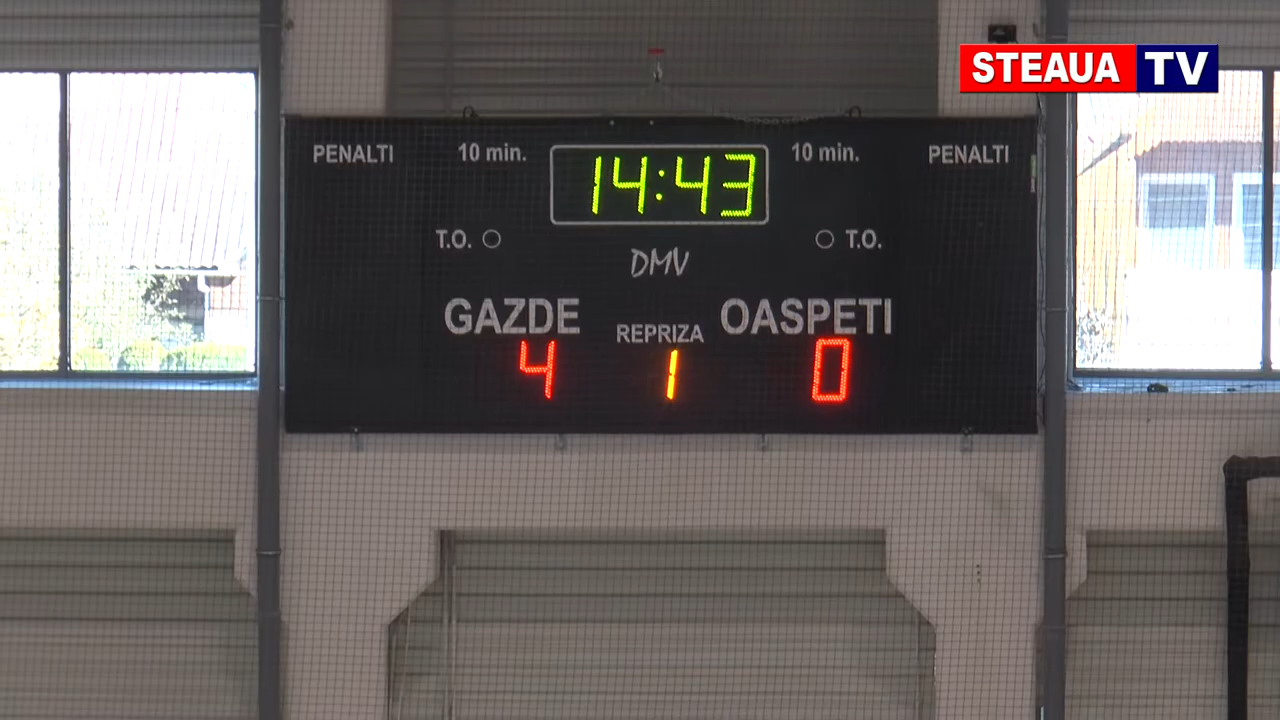 STEAUA TV
PENALTI 10 min. 14:43 10 min. PENALTI
T.O. T.O.
DMV
GAZDE REPRIZA OASPETI
4 1 0